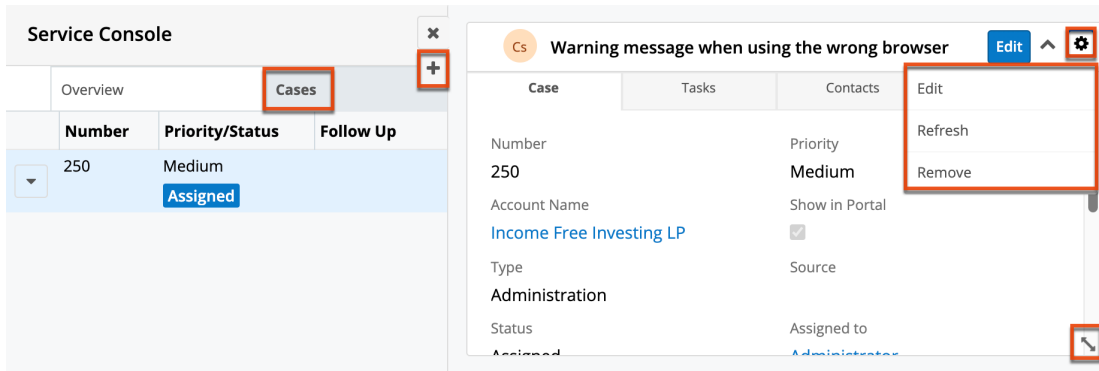 Service Console
Overview
Cases
Number Priority/Status Follow Up
250 Medium
Assigned
Cs Warning message when using the wrong browser Edit
Case Tasks Contacts
Edit
Refresh
Remove
Number Priority
250 Medium
Account Name Show in Portal
Income Free Investing LP
Type Source
Administration
Status Assigned to
Assigned Administrator